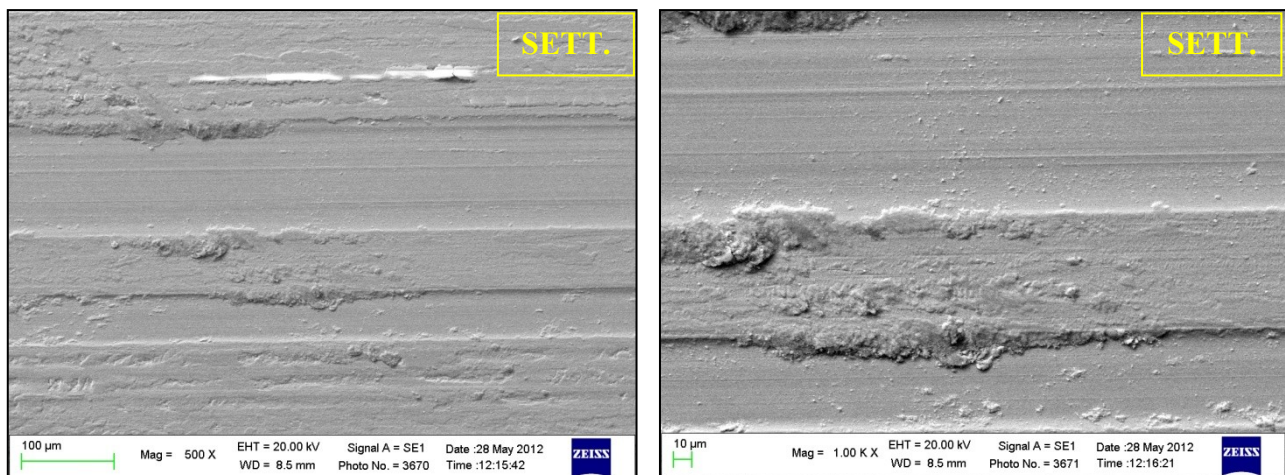 SETT.
100 µm
Mag = 500 X
EHT = 20.00 kV
WD = 8.5 mm
Signal A = SE1
Photo No. = 3670
Date :28 May 2012
Time :12:15:42
ZEISS
SETT.
10 µm
Mag = 1.00 K X
EHT = 20.00 kV
WD = 8.5 mm
Signal A = SE1
Photo No. = 3671
Date :28 May 2012
Time :12:16:21
ZEISS